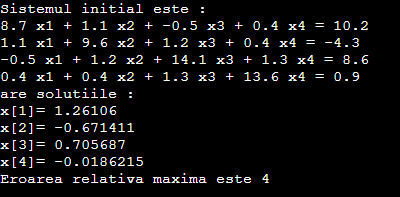 Sistemul initial este :
8.7 x1 + 1.1 x2 + -0.5 x3 + 0.4 x4 = 10.2
1.1 x1 + 9.6 x2 + 1.2 x3 + 0.4 x4 = -4.3
-0.5 x1 + 1.2 x2 + 14.1 x3 + 1.3 x4 = 8.6
0.4 x1 + 0.4 x2 + 1.3 x3 + 13.6 x4 = 0.9
are solutiile :
x[1]= 1.26106
x[2]= -0.671411
x[3]= 0.705687
x[4]= -0.0186215
Eroarea relativa maxima este 4